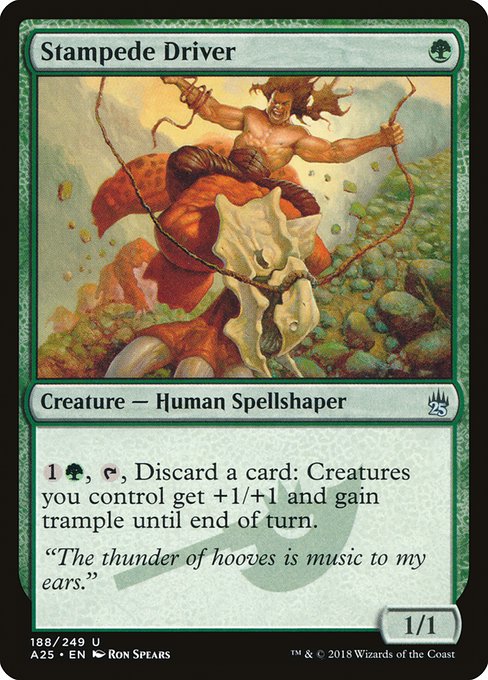 Stampede Driver
Creature — Human Spellshaper
25
1 , , Discard a card: Creatures
you control get +1/+1 and gain
trample until end of turn.
“The thunder of hooves is music to my
ears.”
1/1
188/249 U
A25 • EN Ron Spears
™ & © 2018 Wizards of the Coast